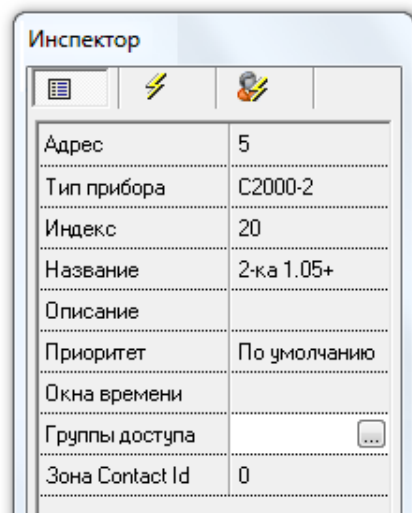 Инспектор
Адрес 5
Тип прибора С2000-2
Индекс 20
Название 2-ка 1.05+
Описание
Приоритет По умолчанию
Окна времени
Группы доступа ...
Зона Contact Id 0